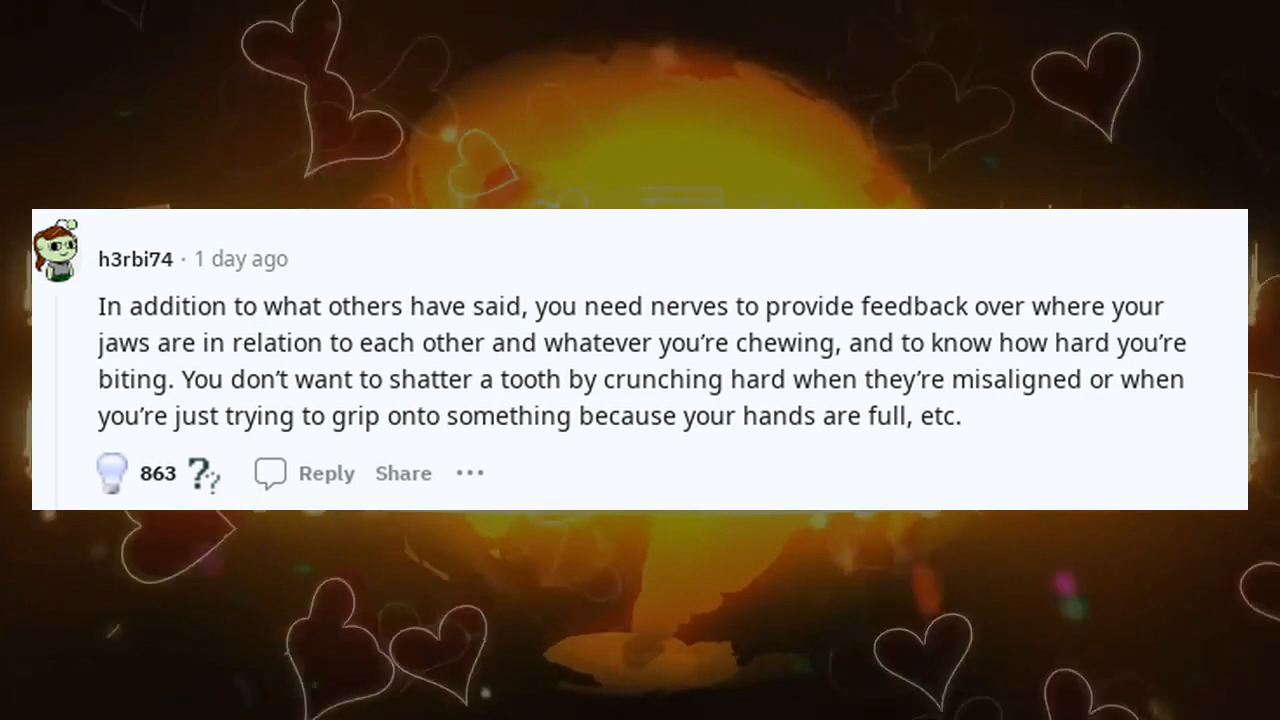 h3rbi74 · 1 day ago
In addition to what others have said, you need nerves to provide feedback over where your
jaws are in relation to each other and whatever you’re chewing, and to know how hard you’re
biting. You don’t want to shatter a tooth by crunching hard when they’re misaligned or when
you’re just trying to grip onto something because your hands are full, etc.
863 Reply Share